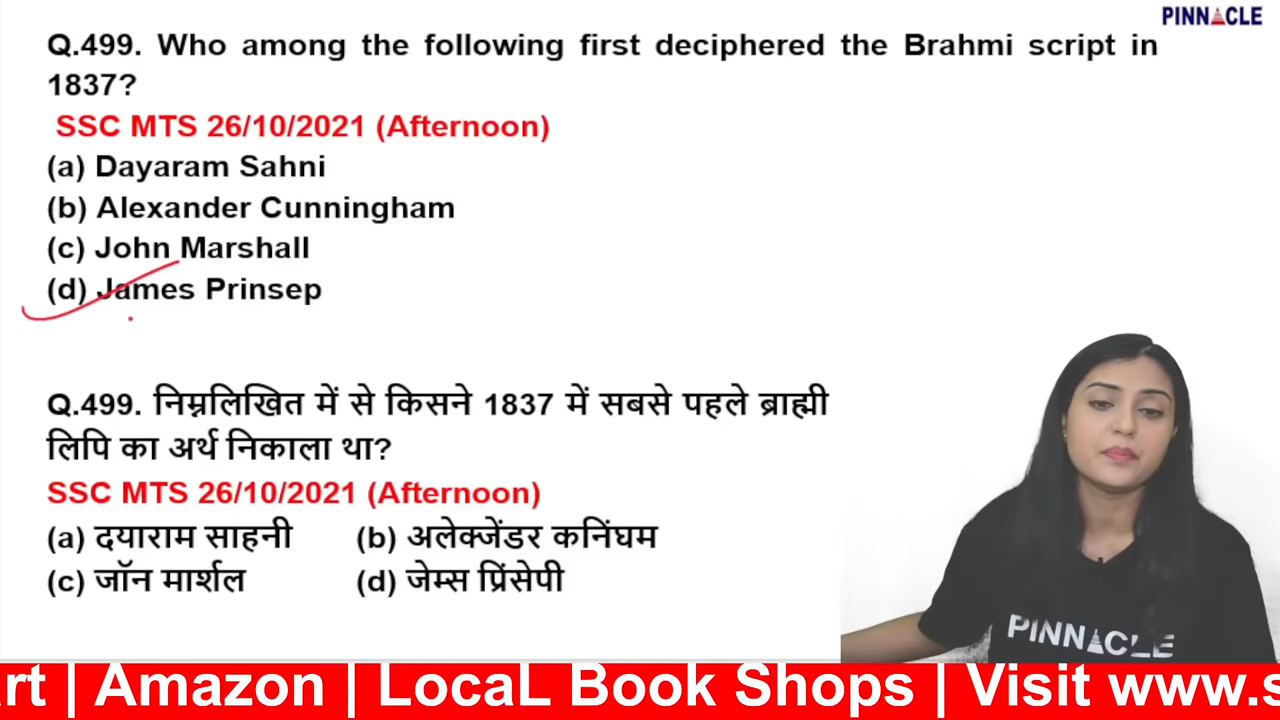 PINNACLE
Q.499. Who among the following first deciphered the Brahmi script in
1837?
SSC MTS 26/10/2021 (Afternoon)
(a) Dayaram Sahni
(b) Alexander Cunningham
(c) John Marshall
(d) James Prinsep
Q.499. निम्नलिखित में से किसने 1837 में सबसे पहले ब्राह्मी
लिपि का अर्थ निकाला था?
SSC MTS 26/10/2021 (Afternoon)
(a) दयाराम साहनी (b) अलेक्जेंडर कनिंघम
(c) जॉन मार्शल (d) जेम्स प्रिंसेपी
PINNACLE
rt | Amazon | LocaL Book Shops | Visit www.s